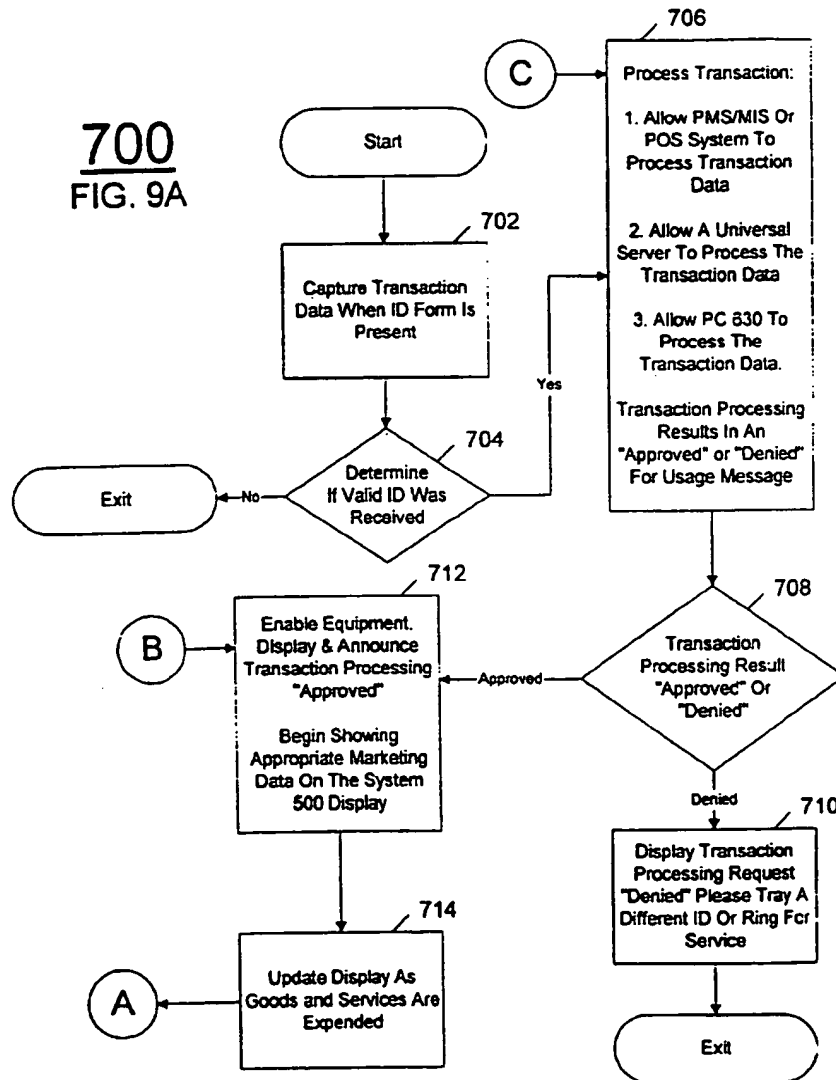 700
FIG. 9A
Start
702
Capture Transaction
Data When ID Form Is
Present
704
Determine
If Valid ID Was
Received
No
Exit
Yes
C
706
Process Transaction:
1. Allow PMS/MIS Or
POS System To
Process Transaction
Data
2. Allow A Universal
Server To Process The
Transaction Data
3. Allow PC 630 To
Process The
Transaction Data.
Transaction Processing
Results In An
"Approved" or "Denied"
For Usage Message
708
Transaction
Processing Result
"Approved" Or
"Denied"
Approved
Denied
712
B
Enable Equipment.
Display & Announce
Transaction Processing
"Approved"
Begin Showing
Appropriate Marketing
Data On The System
500 Display
710
Display Transaction
Processing Request
"Denied" Please Tray A
Different ID Or Ring For
Service
Exit
714
Update Display As
Goods and Services Are
Expended
A